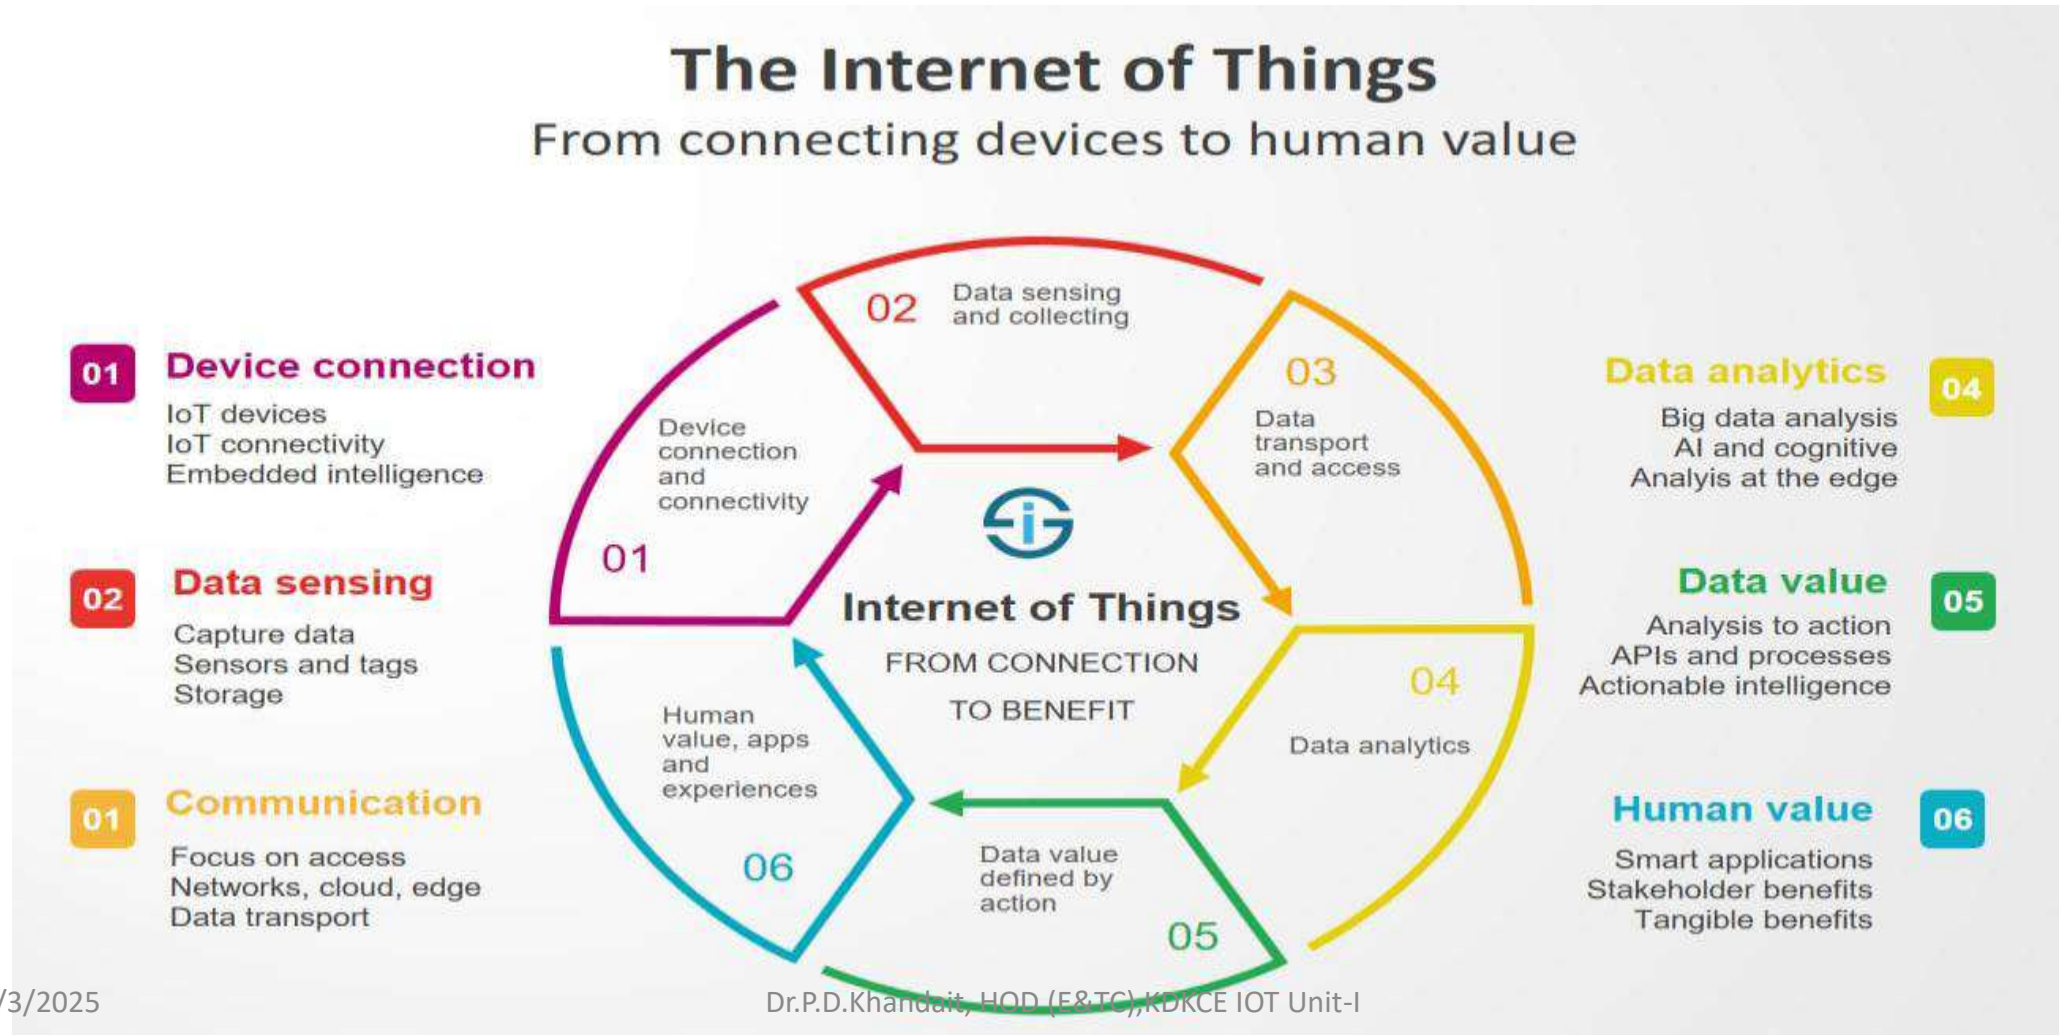 The Internet of Things
From connecting devices to human value
01
Device connection
IoT devices
IoT connectivity
Embedded intelligence
02
Data sensing
Capture data
Sensors and tags
Storage
01
Communication
Focus on access
Networks, cloud, edge
Data transport
01
Device
connection
and
connectivity
02
Data sensing
and collecting
03
Data
transport
and access
04
Data analytics
Data value
defined by
action
05
Human
value, apps
and
experiences
06
i
Internet of Things
FROM CONNECTION
TO BENEFIT
Data analytics
04
Big data analysis
AI and cognitive
Analyis at the edge
Data value
05
Analysis to action
APIs and processes
Actionable intelligence
Human value
06
Smart applications
Stakeholder benefits
Tangible benefits
/3/2025
Dr.P.D.Khandait, HOD (E&TC),KDKCE IOT Unit-I